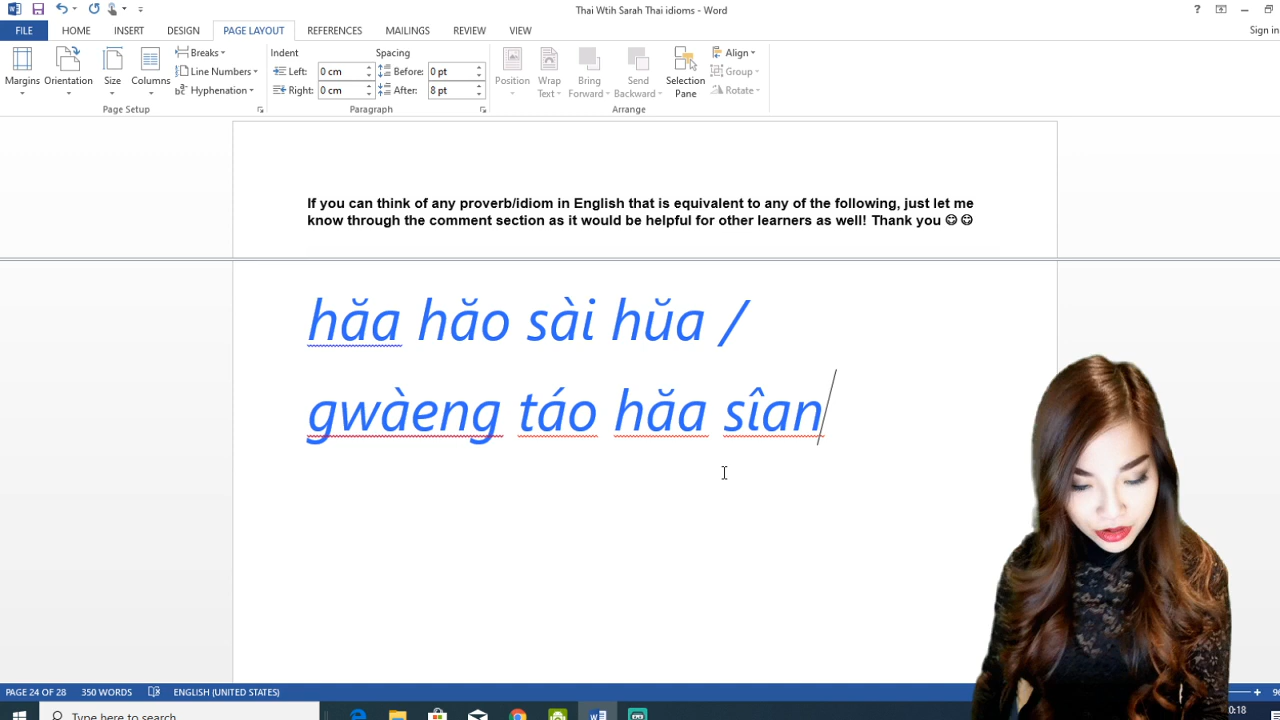 Thai Wtih Sarah Thai idioms - Word
?
FILE HOME INSERT DESIGN PAGE LAYOUT REFERENCES MAILINGS REVIEW VIEW Sign in
Margins Orientation Size Columns
Breaks
Line Numbers
Hyphenation
Page Setup
Indent Spacing
Left: 0 cm Before: 0 pt
Right: 0 cm After: 8 pt
Paragraph
Position Wrap Text Bring Forward Send Backward Selection Pane
Align
Group
Rotate
Arrange
If you can think of any proverb/idiom in English that is equivalent to any of the following, just let me
know through the comment section as it would be helpful for other learners as well! Thank you 😋 😋
hăa hăo sài hŭa /
gwàeng táo hăa sîan
PAGE 24 OF 28 350 WORDS ENGLISH (UNITED STATES)
Type here to search